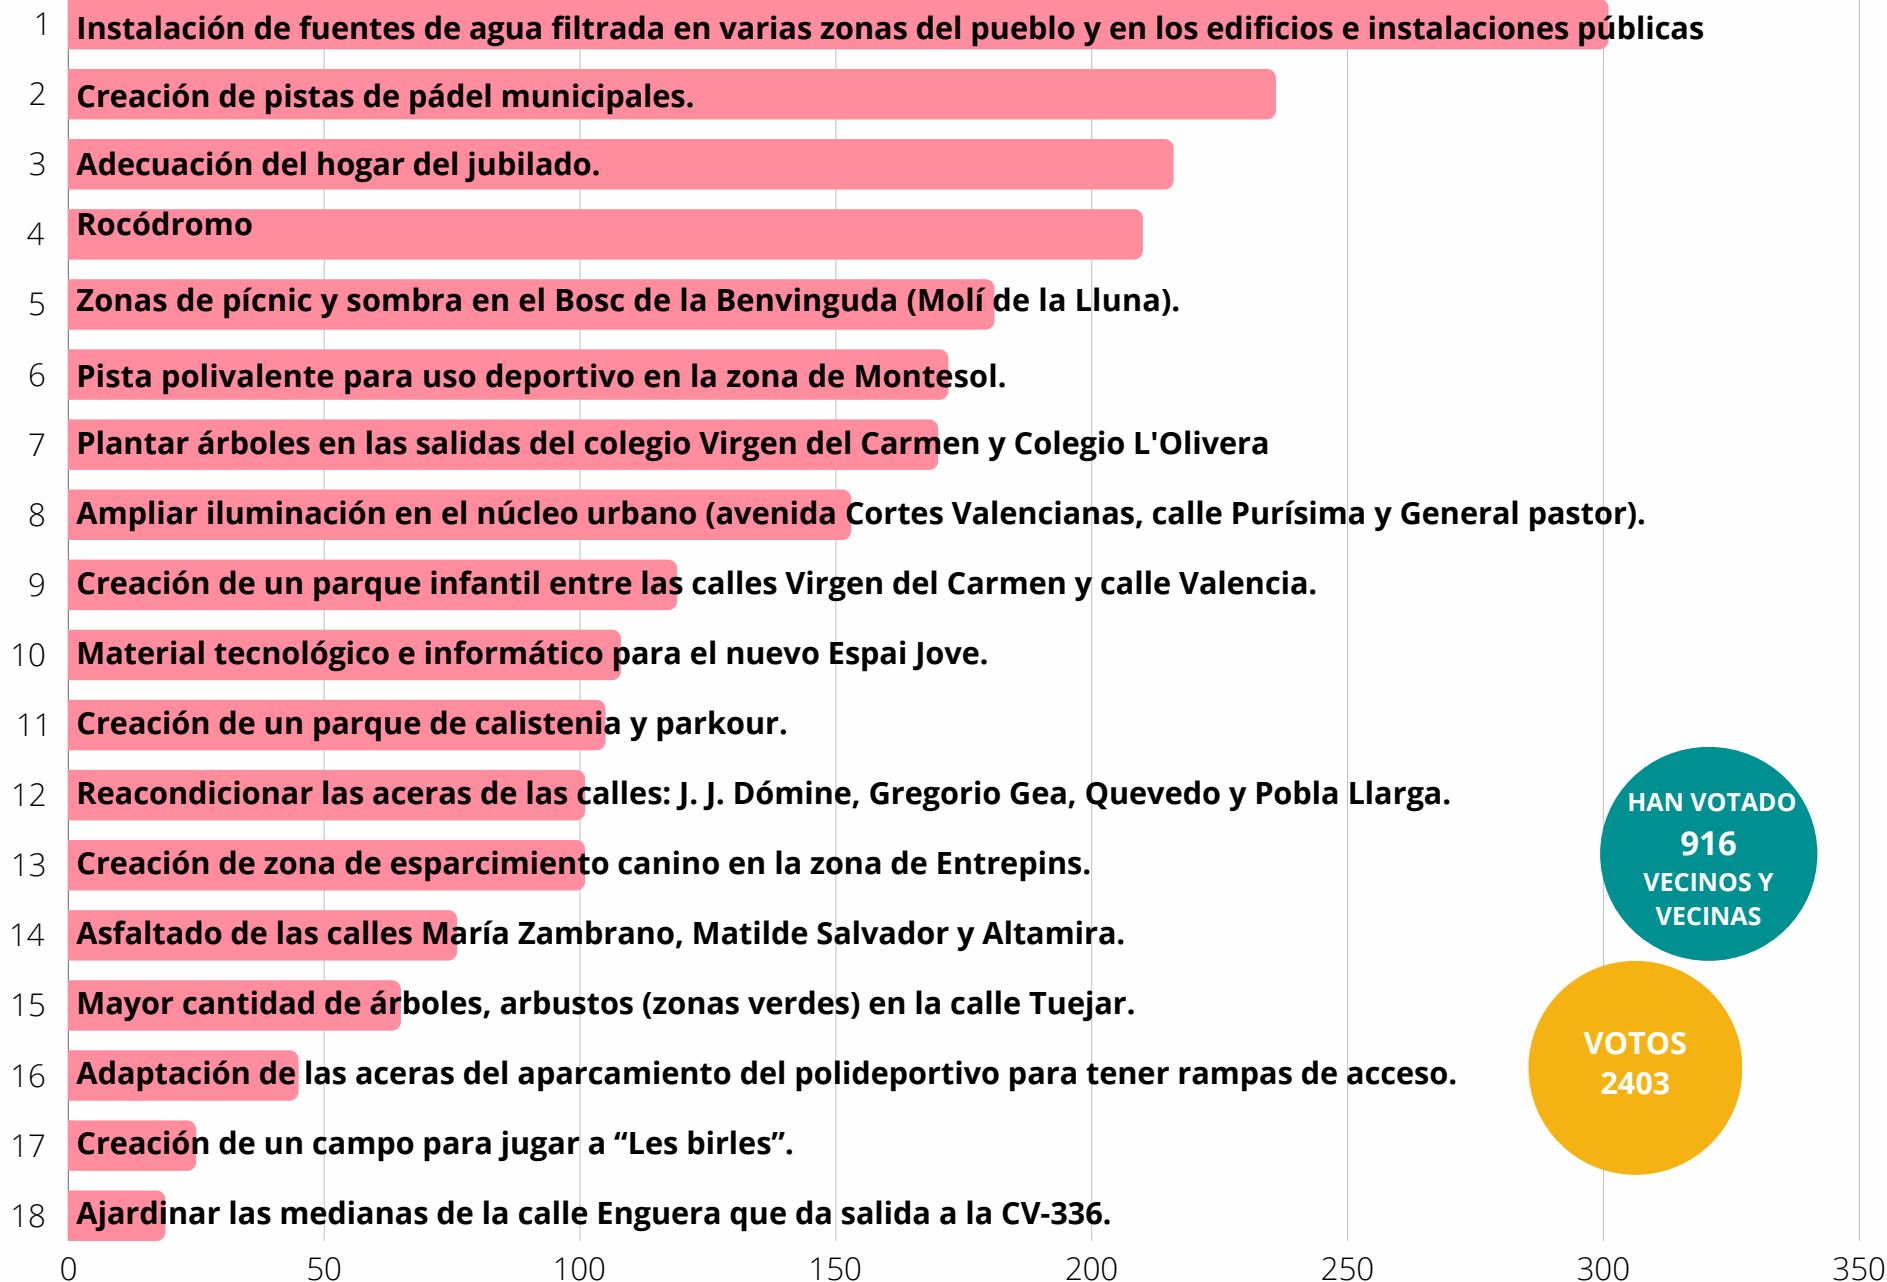 1 Instalación de fuentes de agua filtrada en varias zonas del pueblo y en los edificios e instalaciones públicas
2 Creación de pistas de pádel municipales.
3 Adecuación del hogar del jubilado.
4 Rocódromo
5 Zonas de pícnic y sombra en el Bosc de la Benvinguda (Molí de la Lluna).
6 Pista polivalente para uso deportivo en la zona de Montesol.
7 Plantar árboles en las salidas del colegio Virgen del Carmen y Colegio L'Olivera
8 Ampliar iluminación en el núcleo urbano (avenida Cortes Valencianas, calle Purísima y General pastor).
9 Creación de un parque infantil entre las calles Virgen del Carmen y calle Valencia.
10 Material tecnológico e informático para el nuevo Espai Jove.
11 Creación de un parque de calistenia y parkour.
12 Reacondicionar las aceras de las calles: J. J. Dómine, Gregorio Gea, Quevedo y Pobla Llarga.
13 Creación de zona de esparcimiento canino en la zona de Entrepins.
14 Asfaltado de las calles María Zambrano, Matilde Salvador y Altamira.
15 Mayor cantidad de árboles, arbustos (zonas verdes) en la calle Tuejar.
16 Adaptación de las aceras del aparcamiento del polideportivo para tener rampas de acceso.
17 Creación de un campo para jugar a “Les birles”.
18 Ajardinar las medianas de la calle Enguera que da salida a la CV-336.
0 50 100 150 200 250 300 350
HAN VOTADO
916
VECINOS Y
VECINAS
VOTOS
2403